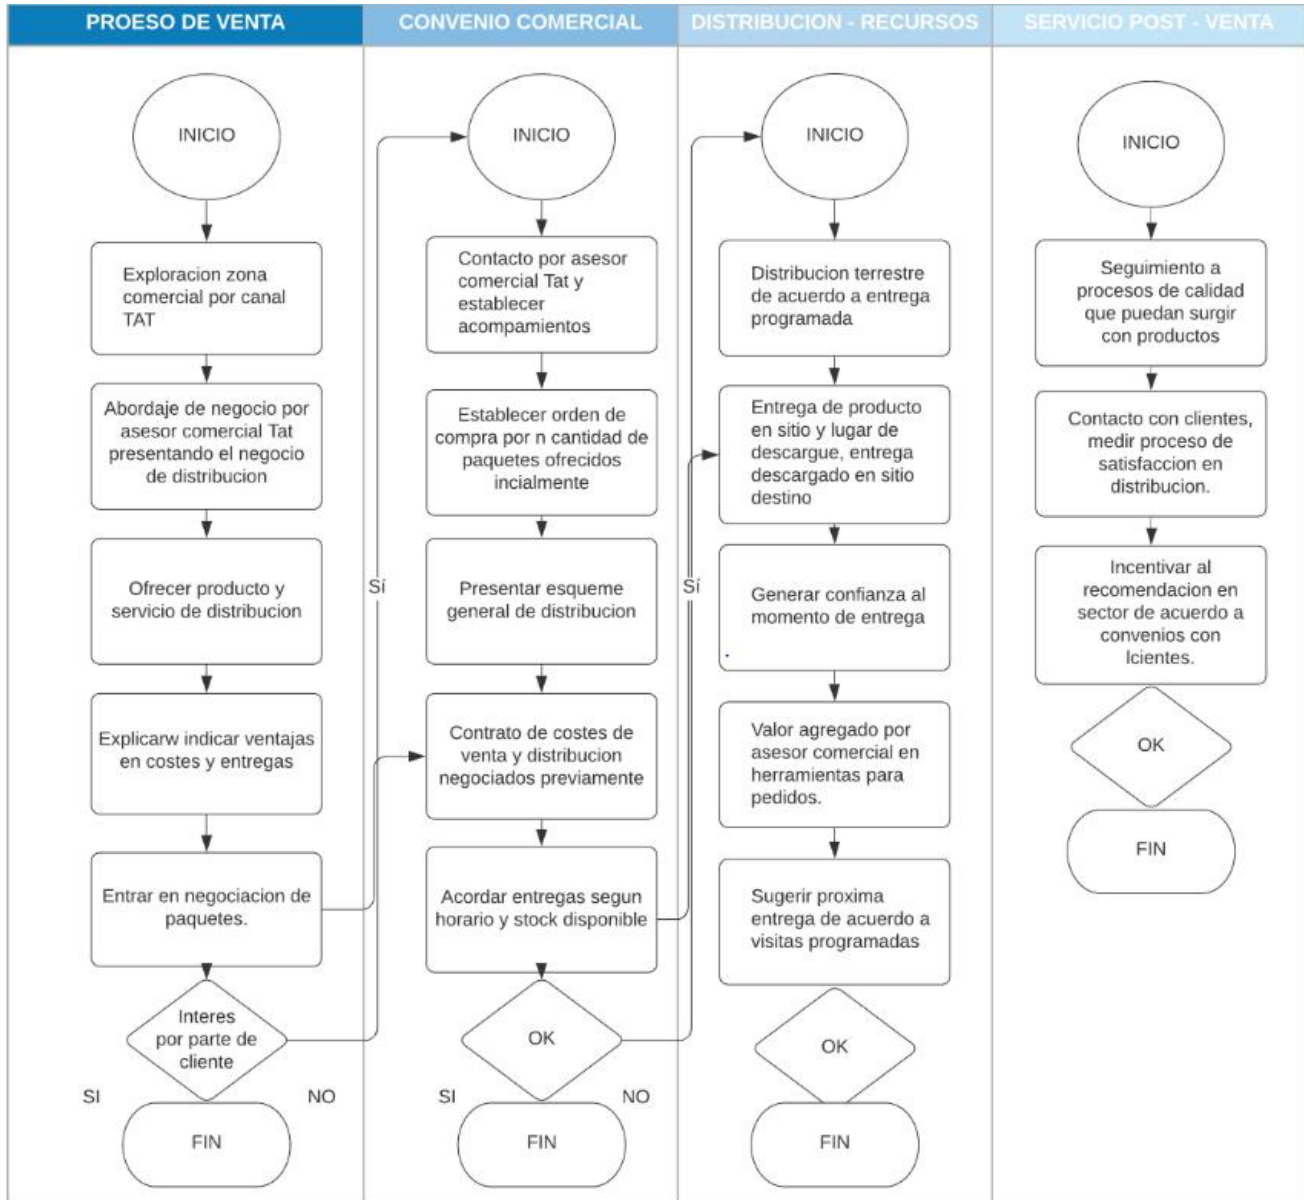 PROESO DE VENTA
CONVENIO COMERCIAL
DISTRIBUCION - RECURSOS
SERVICIO POST - VENTA
INICIO
Exploracion zona
comercial por canal
TAT
Abordaje de negocio por
asesor comercial Tat
presentando el negocio
de distribucion
Ofrecer producto y
servicio de distribucion
Explicarw indicar ventajas
en costes y entregas
Entrar en negociacion de
paquetes.
Interes
por parte de
cliente
SI
NO
FIN
Sí
INICIO
Contacto por asesor
comercial Tat y
establecer
acompamientos
Establecer orden de
compra por n cantidad de
paquetes ofrecidos
incialmente
Presentar esqueme
general de distribucion
Contrato de costes de
venta y distribucion
negociados previamente
Acordar entregas segun
horario y stock disponible
OK
SI
NO
FIN
Sí
INICIO
Distribucion terrestre
de acuerdo a entrega
programada
Entrega de producto
en sitio y lugar de
descargue, entrega
descargado en sitio
destino
Generar confianza al
momento de entrega
Valor agregado por
asesor comercial en
herramientas para
pedidos.
Sugerir proxima
entrega de acuerdo a
visitas programadas
OK
FIN
INICIO
Seguimiento a
procesos de calidad
que puedan surgir
con productos
Contacto con clientes,
medir proceso de
satisfaccion en
distribucion.
Incentivar al
recomendacion en
sector de acuerdo a
convenios con
lcientes.
OK
FIN